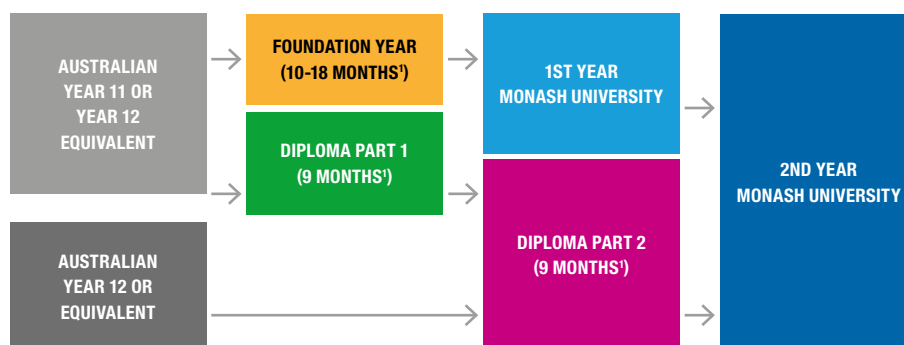 AUSTRALIAN
YEAR 11 OR
YEAR 12
EQUIVALENT
FOUNDATION YEAR
(10-18 MONTHS¹)
1ST YEAR
MONASH UNIVERSITY
DIPLOMA PART 1
(9 MONTHS¹)
2ND YEAR
MONASH UNIVERSITY
AUSTRALIAN
YEAR 12 OR
EQUIVALENT
DIPLOMA PART 2
(9 MONTHS¹)